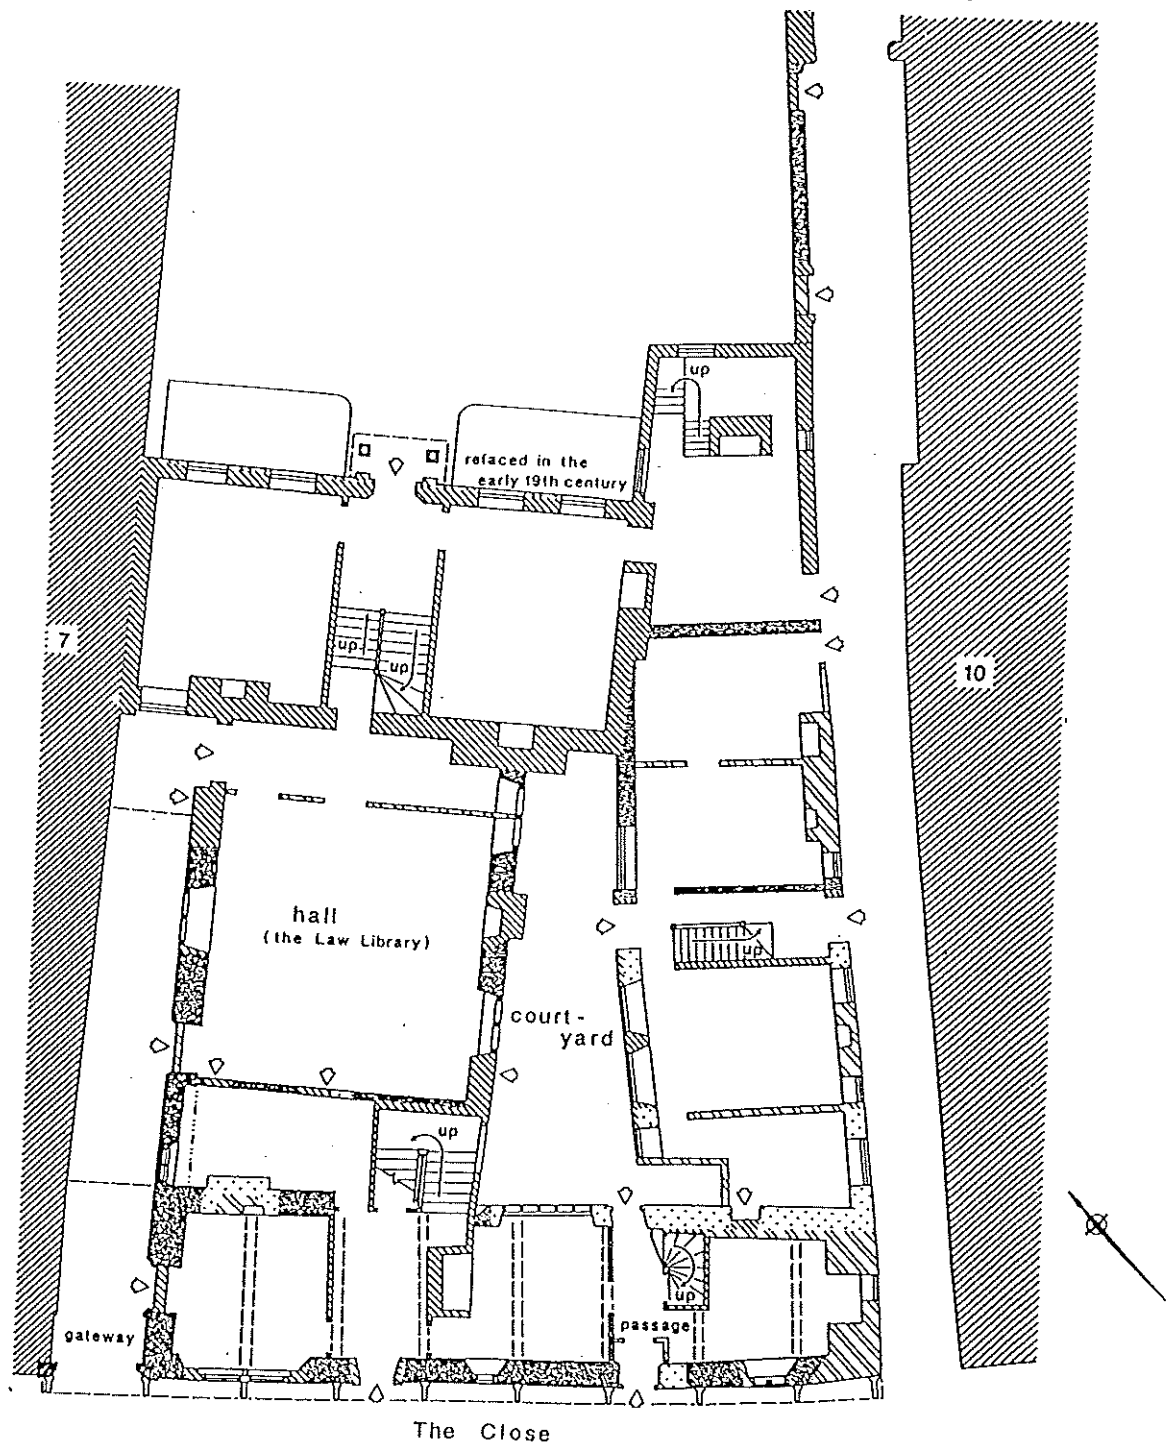 up
refaced in the
early 19th century
7
up
up
10
hall
(the Law Library)
up
court-
yard
up
up
gateway
passage
The Close